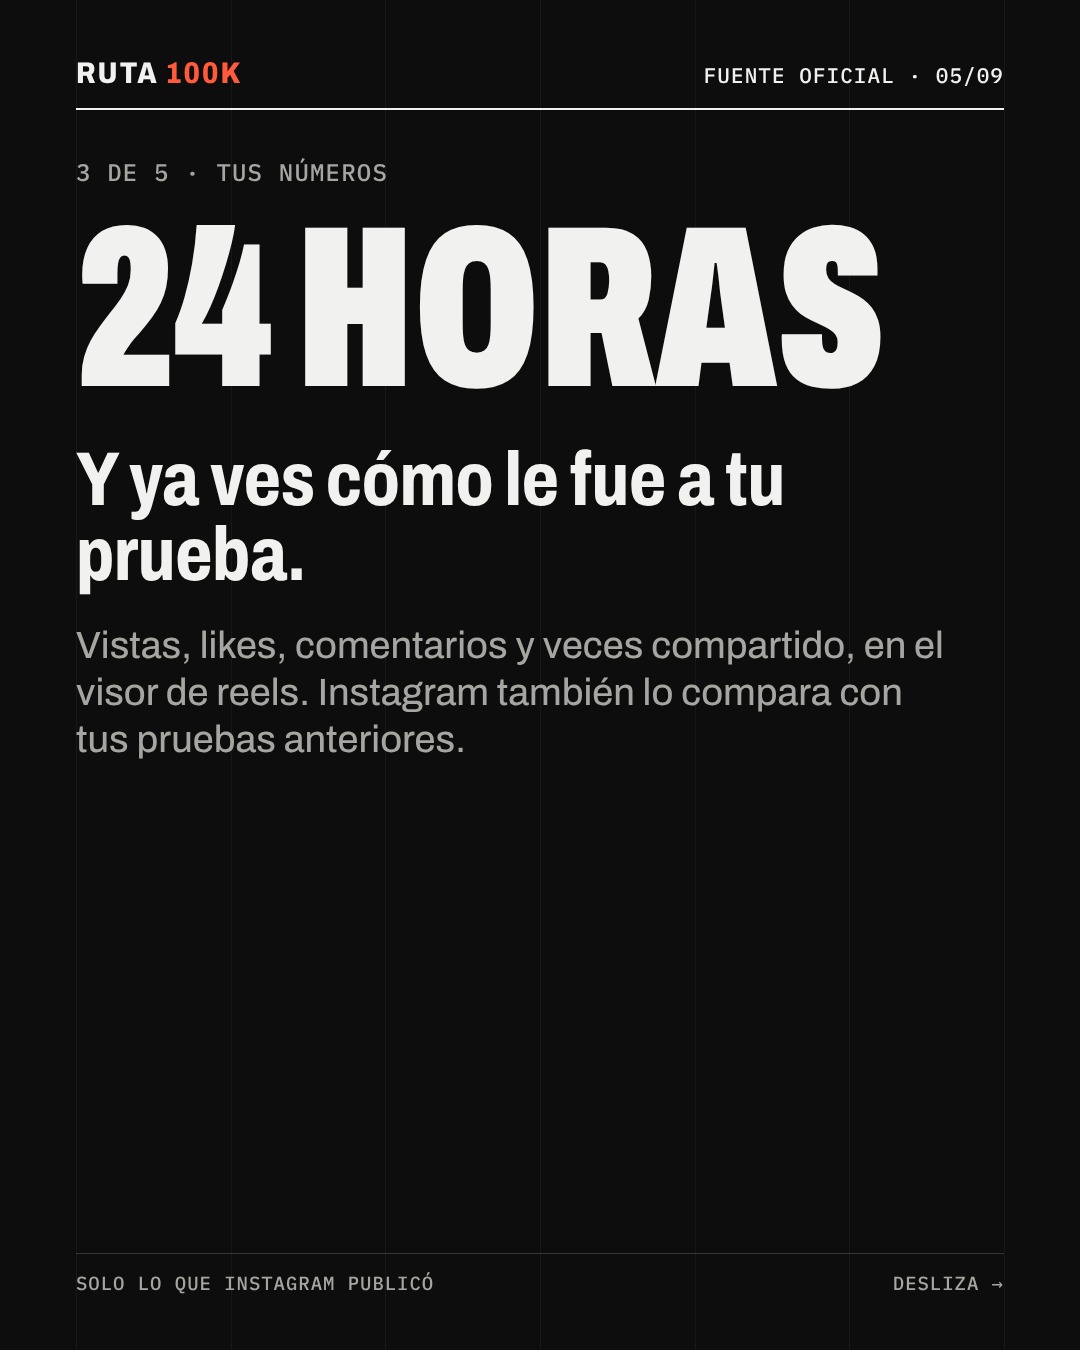 RUTA 100K
FUENTE OFICIAL · 05/09
3 DE 5 · TUS NÚMEROS
24 HORAS
Y ya ves cómo le fue a tu
prueba.
Vistas, likes, comentarios y veces compartido, en el
visor de reels. Instagram también lo compara con
tus pruebas anteriores.
SOLO LO QUE INSTAGRAM PUBLICÓ
DESLIZA →